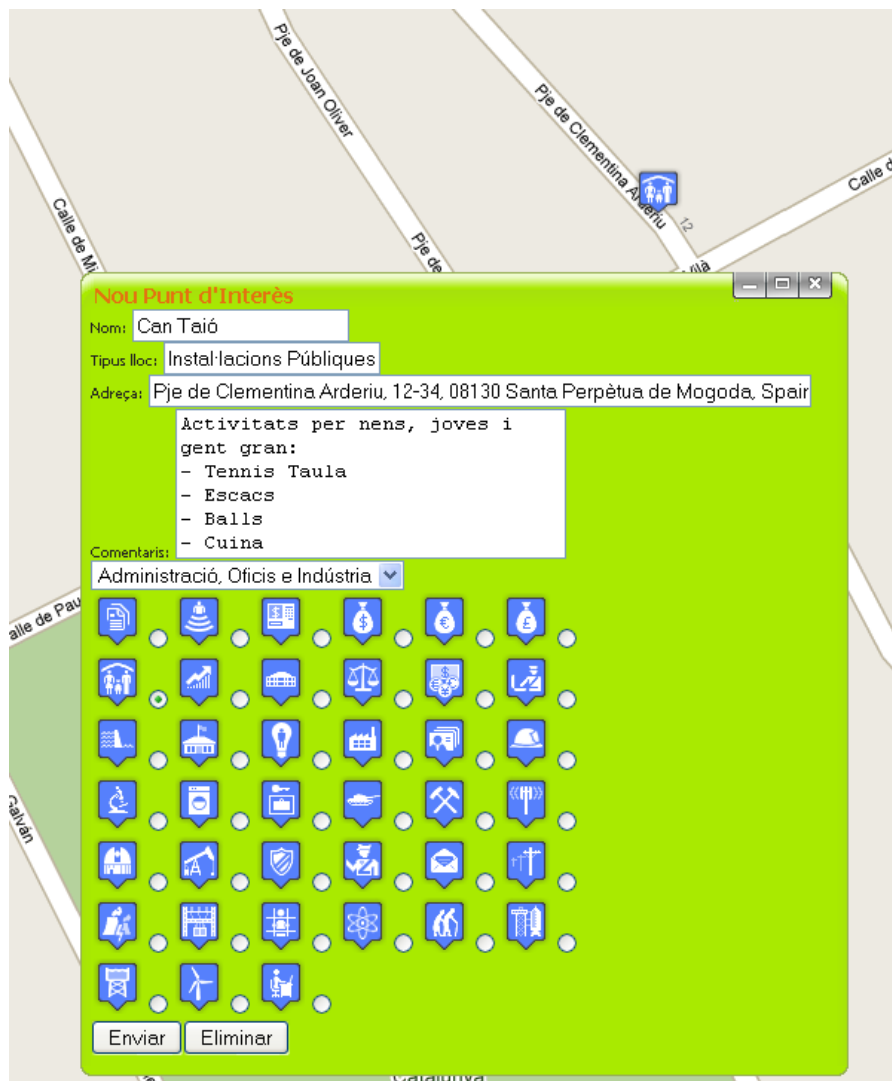 Pje de Joan Oliver
Pje de Clementina Arderiu
12
Calle d
Calle de Mi
Pje de
Vilà
Nou Punt d'Interès
Nom: Can Taió
Tipus lloc: Instal·lacions Públiques
Adreça: Pje de Clementina Arderiu, 12-34, 08130 Santa Perpètua de Mogoda, Spain
Activitats per nens, joves i
gent gran:
- Tennis Taula
- Escacs
- Balls
- Cuina
Comentaris:
Administració, Oficis e Indústria
alle de Pau
Galván
Enviar Eliminar
Catalunya